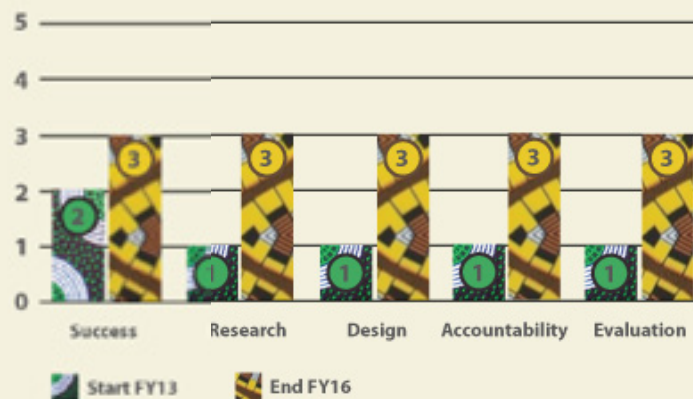 5
4
3
3 3 3 3 3
2
2
1
1 1 1 1
0
Success Research Design Accountability Evaluation
Start FY13 End FY16